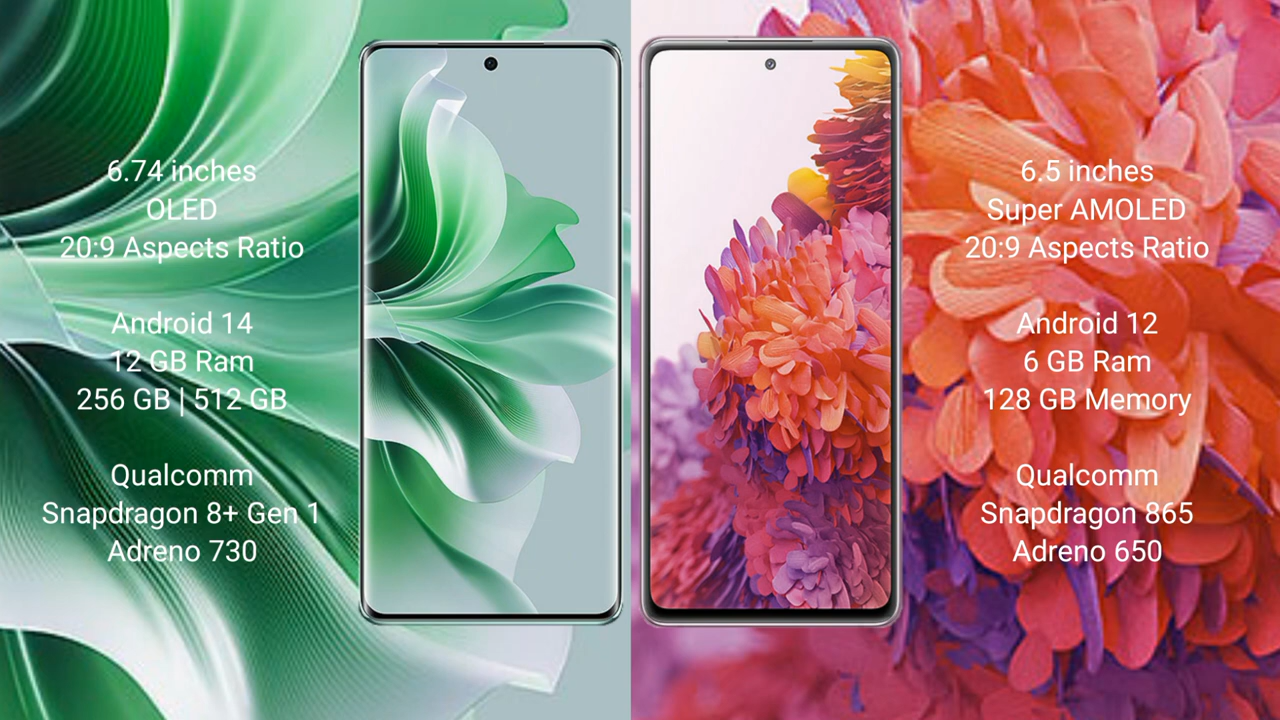 6.74 inches
OLED
20:9 Aspects Ratio
Android 14
12 GB Ram
256 GB | 512 GB
Qualcomm
Snapdragon 8+ Gen 1
Adreno 730
6.5 inches
Super AMOLED
20:9 Aspects Ratio
Android 12
6 GB Ram
128 GB Memory
Qualcomm
Snapdragon 865
Adreno 650